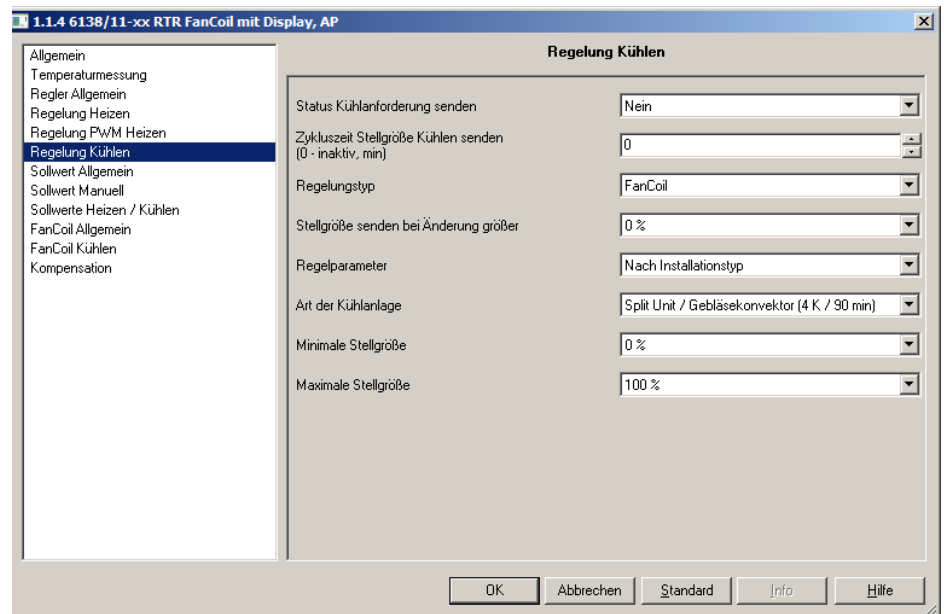 1.1.4 6138/11-xx RTR FanCoil mit Display, AP
Allgemein
Temperaturmessung
Regler Allgemein
Regelung Heizen
Regelung PWM Heizen
Regelung Kühlen
Sollwert Allgemein
Sollwert Manuell
Sollwerte Heizen / Kühlen
FanCoil Allgemein
FanCoil Kühlen
Kompensation
Regelung Kühlen
Status Kühlanforderung senden
Nein
Zykluszeit Stellgröße Kühlen senden
(0 - inaktiv, min)
0
Regelungstyp
FanCoil
Stellgröße senden bei Änderung größer
0 %
Regelparameter
Nach Installationstyp
Art der Kühlanlage
Split Unit / Gebläsekonvektor (4 K / 90 min)
Minimale Stellgröße
0 %
Maximale Stellgröße
100 %
OK
Abbrechen
Standard
Info
Hilfe